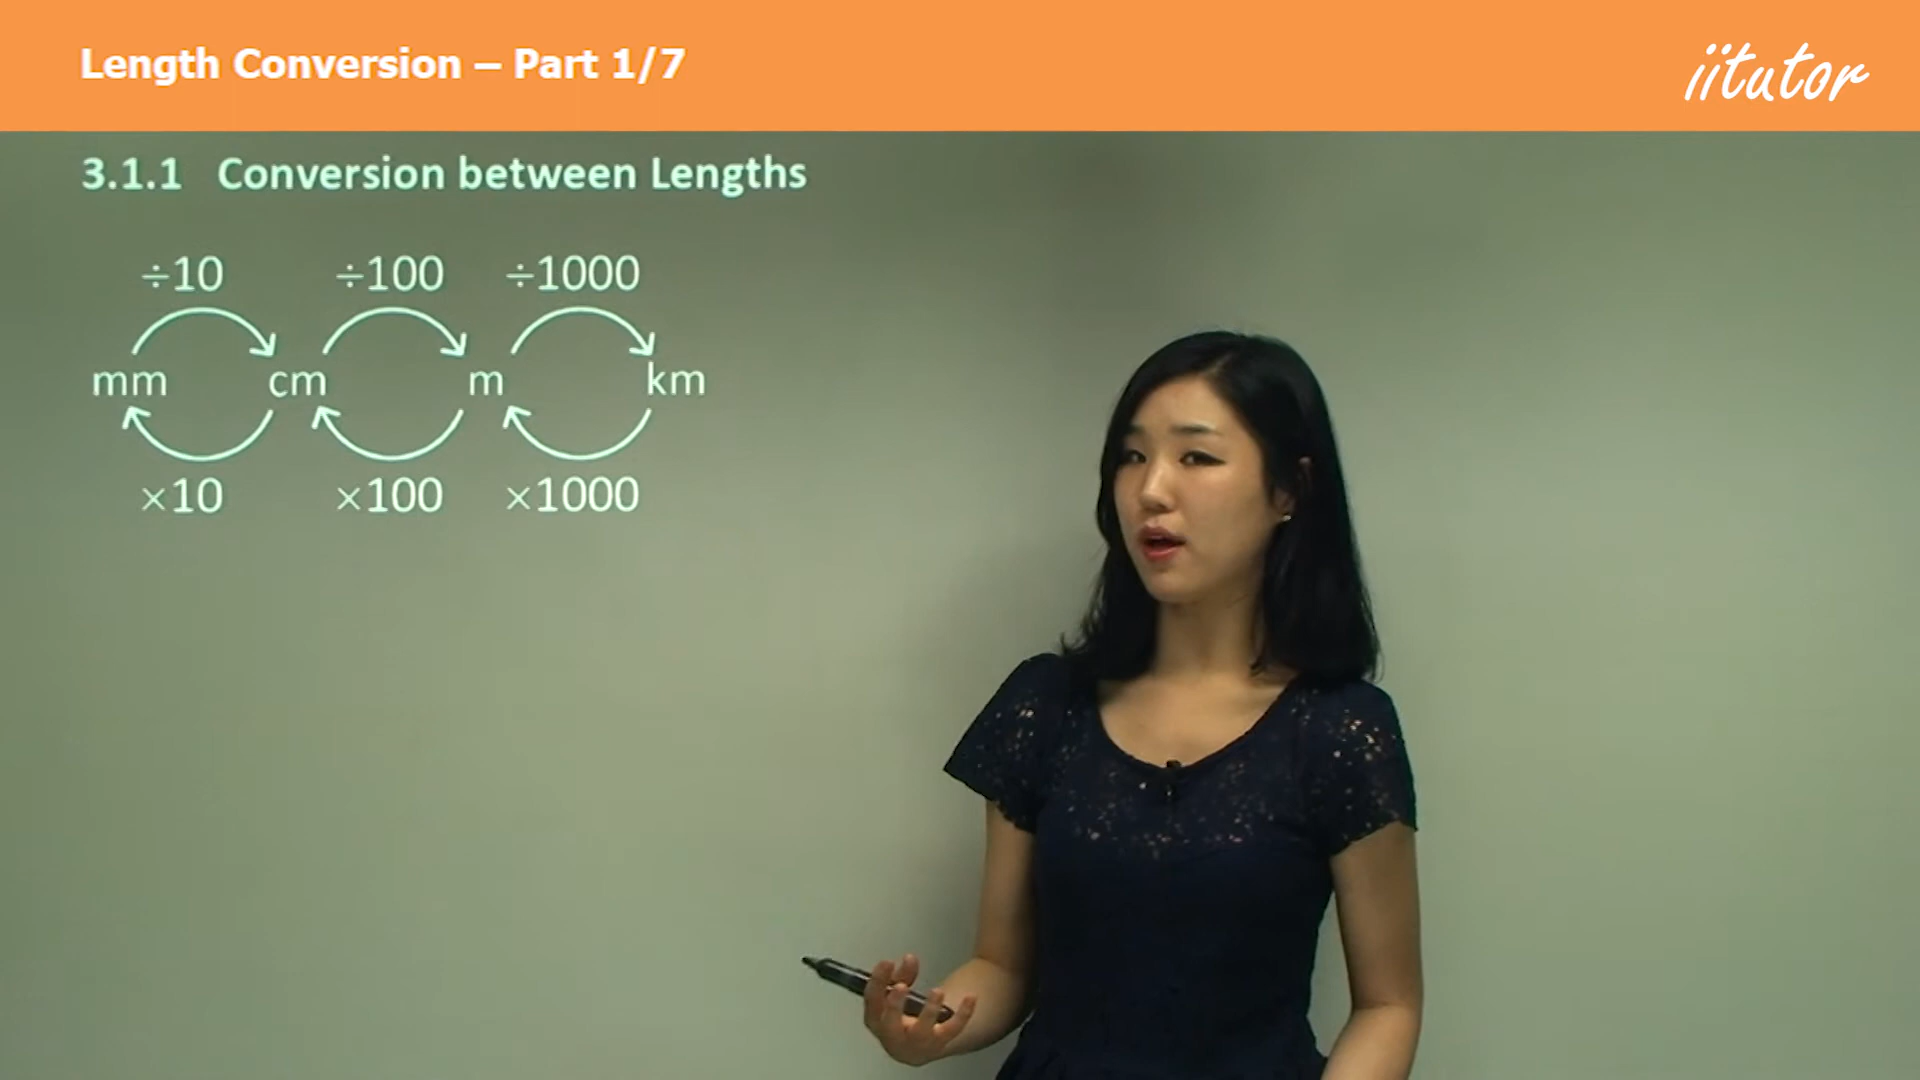 Length Conversion – Part 1/7
iitutor
3.1.1 Conversion between Lengths
÷10 ÷100 ÷1000
mm cm m km
×10 ×100 ×1000